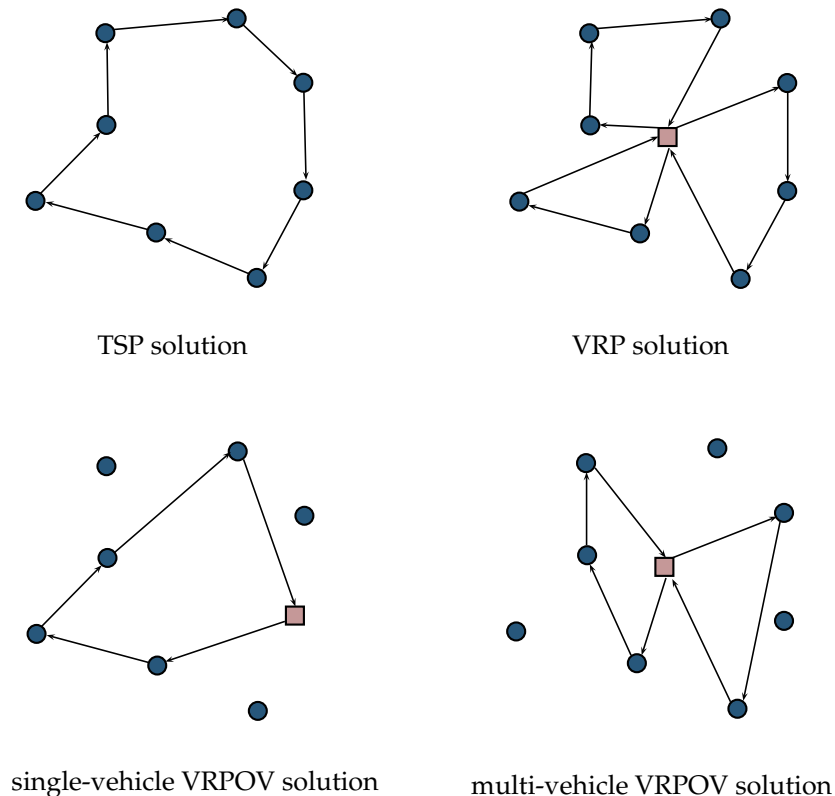 TSP solution
VRP solution
single-vehicle VRPOV solution
multi-vehicle VRPOV solution